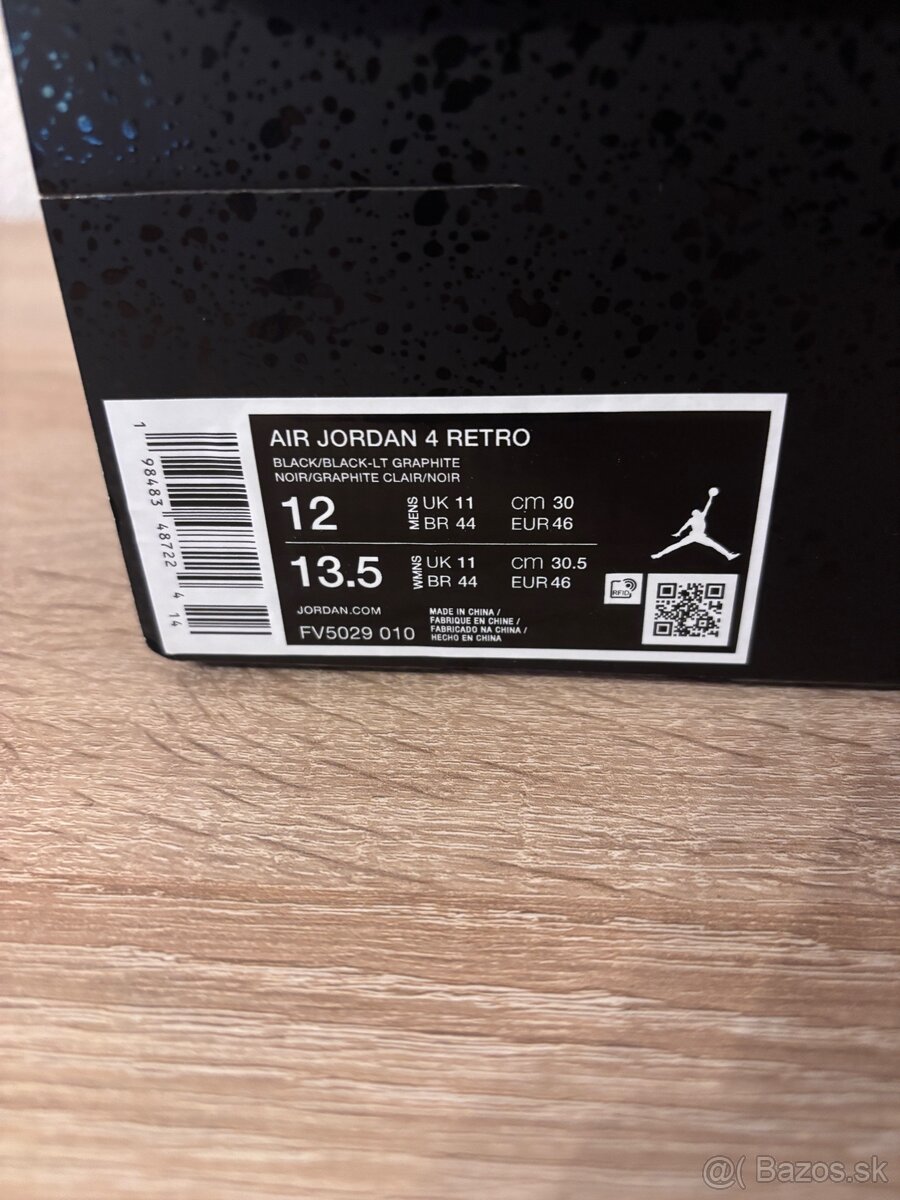 AIR JORDAN 4 RETRO
BLACK/BLACK-LT GRAPHITE
NOIR/GRAPHITE CLAIR/NOIR
12 MENS UK 11 cm 30
BR 44 EUR 46
13.5 WMNS UK 11 cm 30.5
BR 44 EUR 46
JORDAN.COM
FV5029 010
MADE IN CHINA /
FABRIQUE EN CHINE /
FABRICADO NA CHINA /
HECHO EN CHINA
RFID
1 98483 48722 4 14
@( Bazos.sk